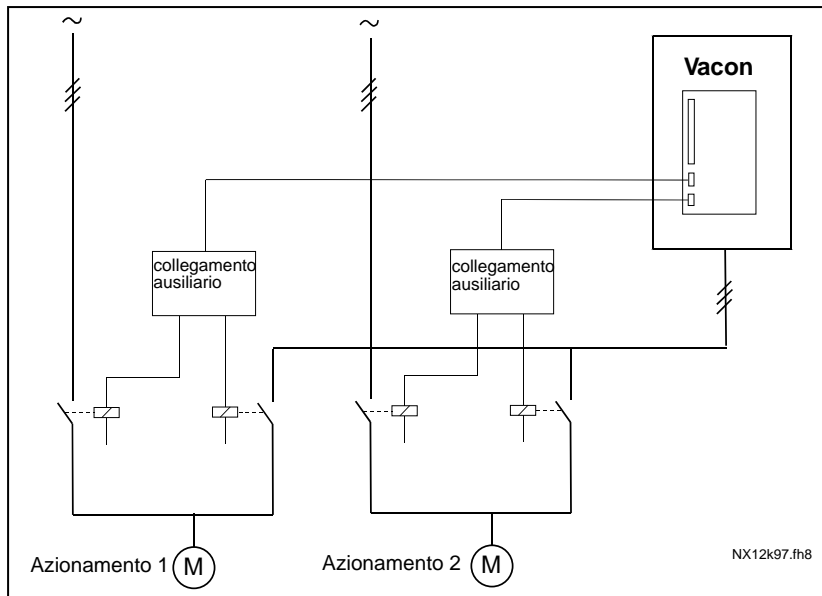 Vacon
collegamento
ausiliario
collegamento
ausiliario
Azionamento 1
M
Azionamento 2
M
NX12k97.fh8